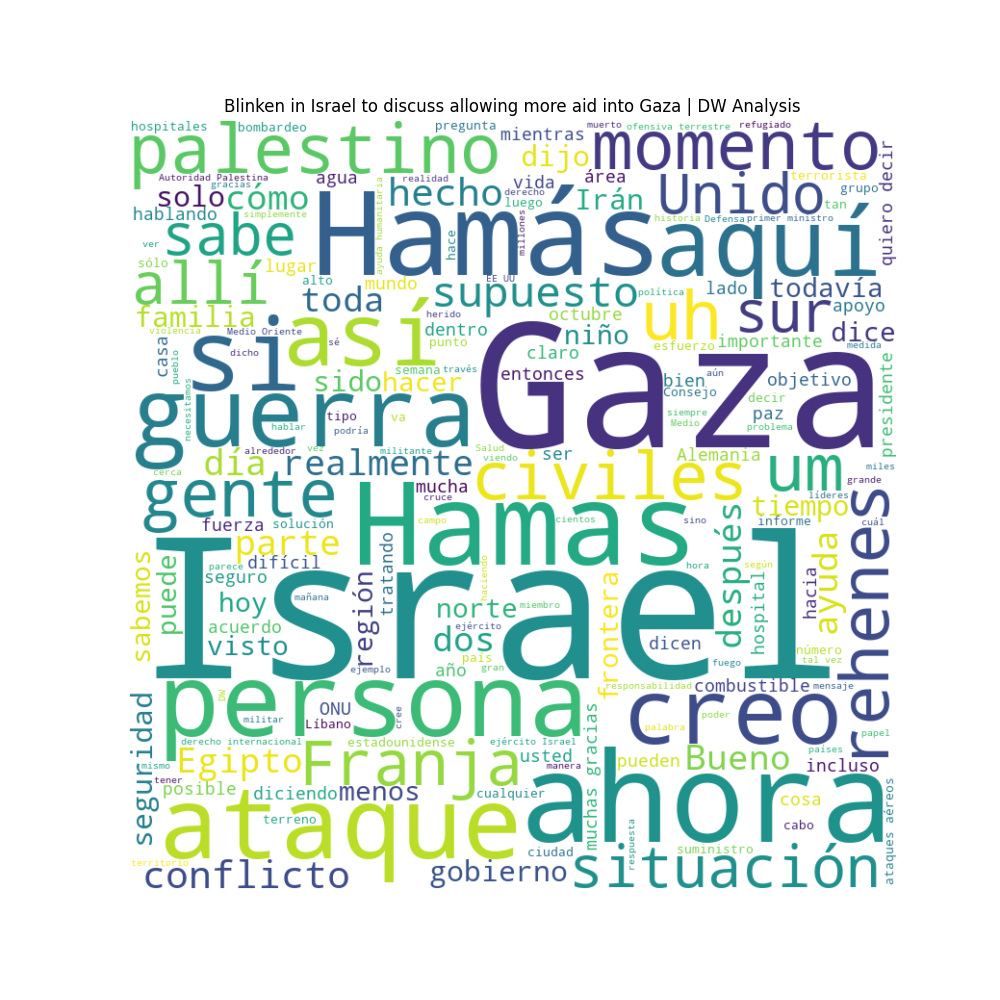 Blinken in Israel to discuss allowing more aid into Gaza | DW Analysis
hospitales
bombardeo
pregunta
mientras
muerto
ofensiva terrestre
refugiado
palestino
dijo
momento
Autoridad Palestina
gracias
agua
realidad
vida
derecho
área
terrorista
solo
cómo
hecho
luego
Irán
Unido
grupo
tan
quiero decir
hablando
simplemente
ayuda humanitaria
Hamás
hace
millones
historia
Defensa
primer ministro
ver
sabe
aquí
sólo
lugar
alto
mundo
EE UU
política
lado
todavía
allí
toda
supuesto
octubre
uh
sur
apoyo
familia
herido
violencia
Medio Oriente
sé
así
dentro
punto
niño
esfuerzo
importante
dice
medida
casa
pueblo
dicho
si
semana
través
claro
entonces
Gaza
aún
bien
Consejo
objetivo
presidente
sido
hacer
necesitamos
guerra
tipo
va
podría
hablar
siempre
Medio
decir
paz
problema
alrededor
vez
militante
Salud
viendo
ser
Alemania
cerca
día
realmente
civiles
um
miles
grande
gente
mucha
cruce
tiempo
líderes
fuerza
solución
campo
Hamas
cientos
sino
informe
cuál
parte
difícil
tratando
después
rehenes
sabemos
puede
parece
seguro
haciendo
hora
según
hospital
hacia
ayuda
Israel
hoy
mañana
región
norte
miembro
frontera
acuerdo
ejército
visto
dos
dicen
número
tal vez
ejemplo
año
país
gran
fuego
persona
DW
responsabilidad
combustible
mensaje
seguridad
ONU
Líbano
cree
militar
creo
palabra
poder
papel
derecho internacional
estadounidense
ejército Israel
muchas gracias
mismo
Egipto
Franja
usted
manera
pueden
Bueno
países
incluso
tener
posible
diciendo
menos
cualquier
ahora
cosa
ataque
terreno
cabo
ataques aéreos
respuesta
ciudad
suministro
territorio
conflicto
gobierno
situación